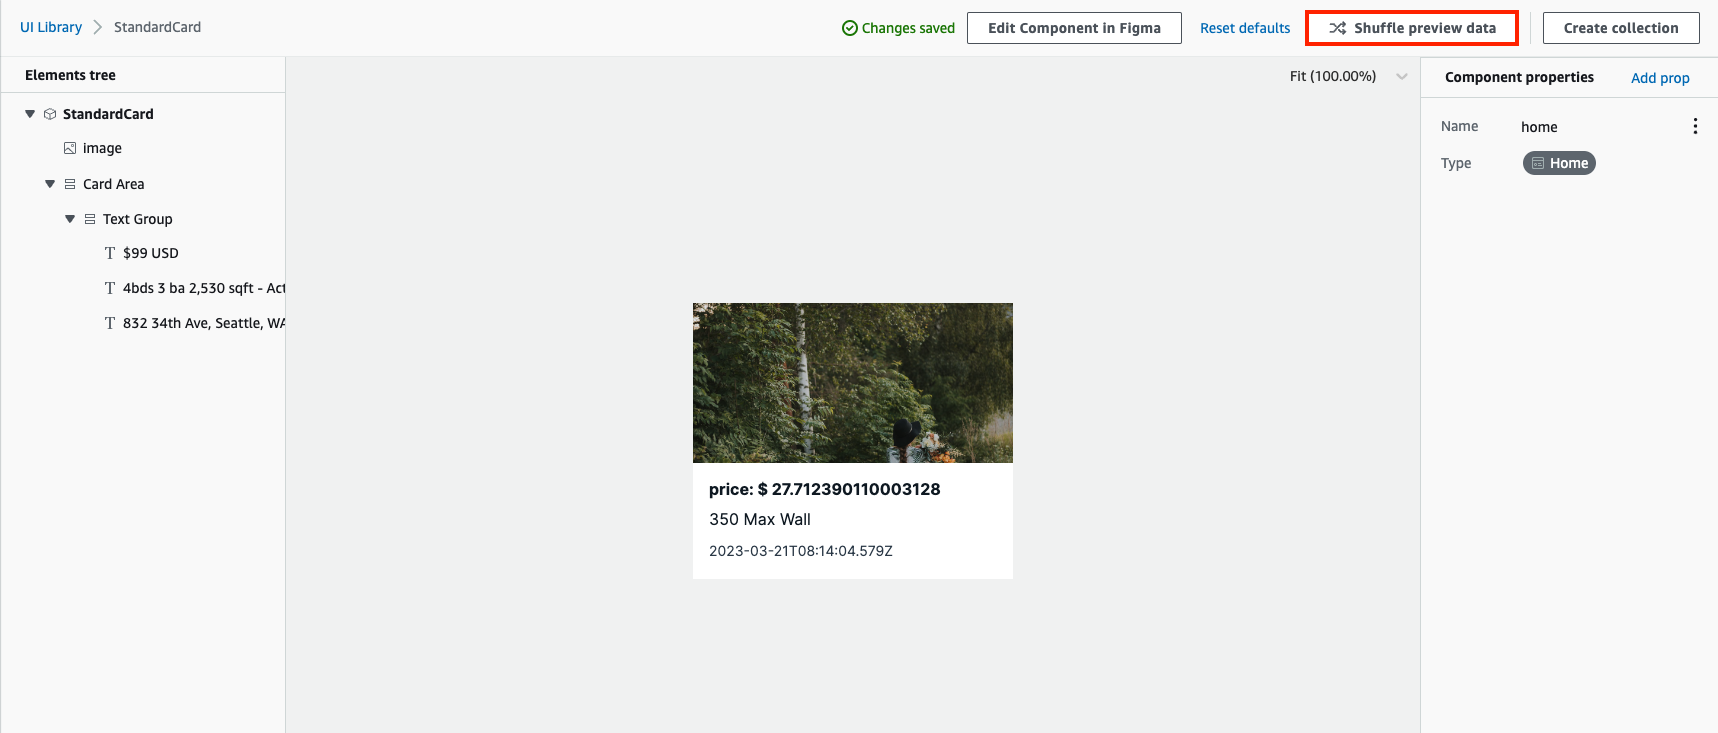 UI Library StandardCard
Changes saved
Edit Component in Figma
Reset defaults
Shuffle preview data
Create collection
Elements tree
StandardCard
image
Card Area
Text Group
$99 USD
4bds 3 ba 2,530 sqft - Act
832 34th Ave, Seattle, WA
Fit (100.00%)
price: $ 27.712390110003128
350 Max Wall
2023-03-21T08:14:04.579Z
Component properties Add prop
Name home
Type Home